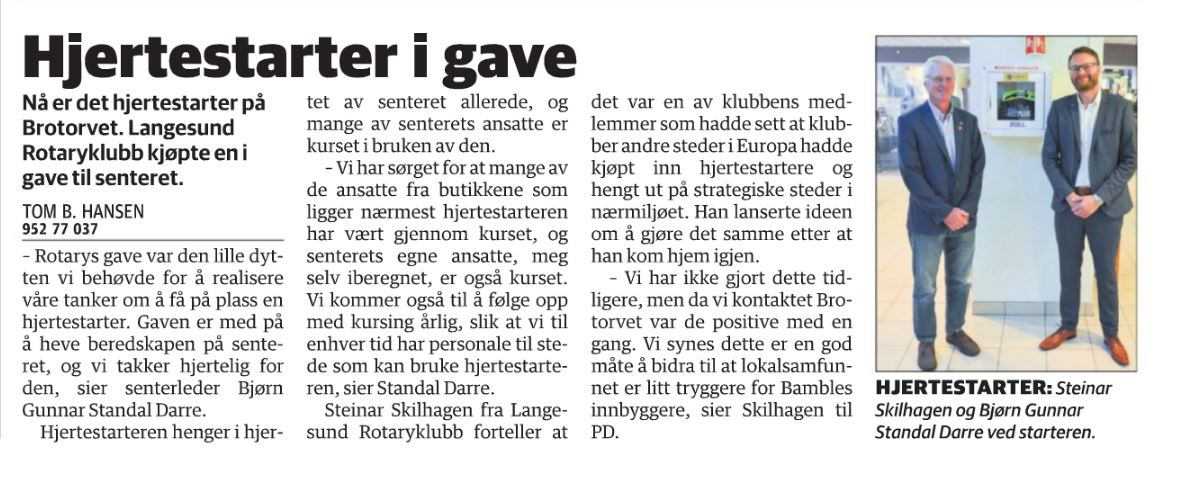 Hjertestarter i gave
Nå er det hjertestarter på
Brotorvet. Langesund
Rotaryklubb kjøpte en i
gave til senteret.
TOM B. HANSEN
952 77 037
– Rotarys gave var den lille dyt-
ten vi behøvde for å realisere
våre tanker om å få på plass en
hjertestarter. Gaven er med på
å heve beredskapen på sente-
ret, og vi takker hjertelig for
den, sier senterleder Bjørn
Gunnar Standal Darre.
Hjertestarteren henger i hjer-
tet av senteret allerede, og
mange av senterets ansatte er
kurset i bruken av den.
– Vi har sørget for at mange av
de ansatte fra butikkene som
ligger nærmest hjertestarteren
har vært gjennom kurset, og
senterets egne ansatte, meg
selv iberegnet, er også kurset.
Vi kommer også til å følge opp
med kursing årlig, slik at vi til
enhver tid har personale til ste-
de som kan bruke hjertestarte-
ren, sier Standal Darre.
Steinar Skilhagen fra Lange-
sund Rotaryklubb forteller at
det var en av klubbens med-
lemmer som hadde sett at klub-
ber andre steder i Europa hadde
kjøpt inn hjertestartere og
hengt ut på strategiske steder i
nærmiljøet. Han lanserte ideen
om å gjøre det samme etter at
han kom hjem igjen.
– Vi har ikke gjort dette tid-
ligere, men da vi kontaktet Bro-
torvet var de positive med en
gang. Vi synes dette er en god
måte å bidra til at lokalsamfun-
net er litt tryggere for Bambles
innbyggere, sier Skilhagen til
PD.
ZOLL
HJERTESTARTER: Steinar
Skilhagen og Bjørn Gunnar
Standal Darre ved starteren.